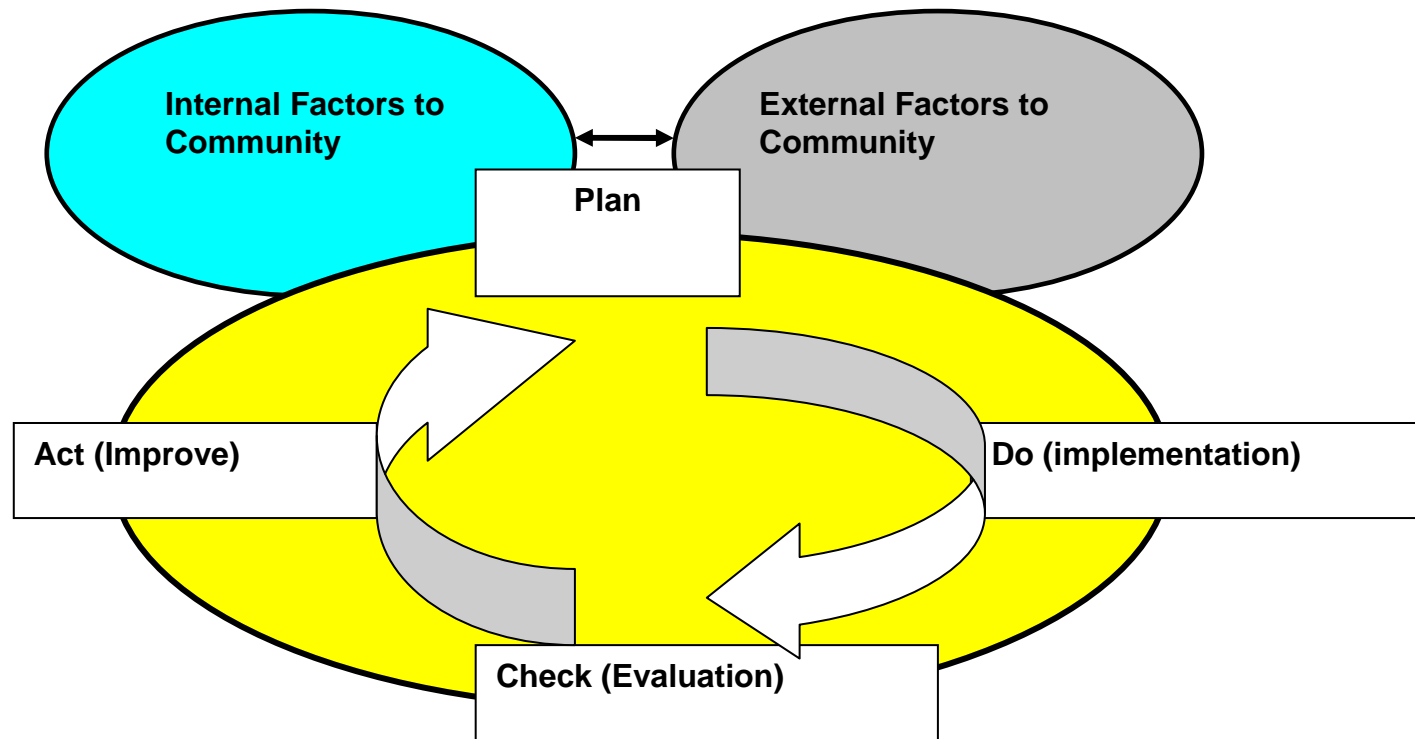 Internal Factors to
Community
External Factors to
Community
Plan
Act (Improve)
Do (implementation)
Check (Evaluation)